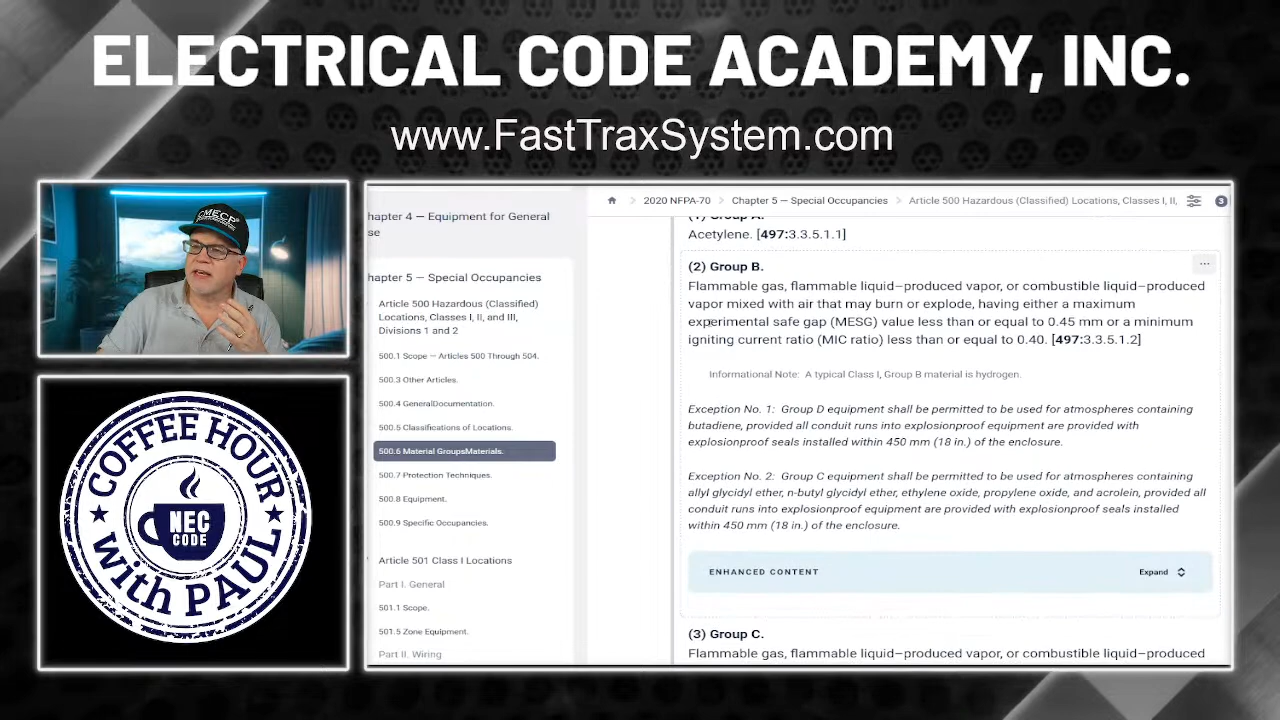 ELECTRICAL CODE ACADEMY, INC.
www.FastTraxSystem.com
CMECP
COFFEE HOUR
NEC
CODE
with PAUL
hapter 4 — Equipment for General
se
hapter 5 — Special Occupancies
Article 500 Hazardous (Classified)
Locations, Classes I, II, and III,
Divisions 1 and 2
500.1 Scope — Articles 500 Through 504.
500.3 Other Articles.
500.4 GeneralDocumentation.
500.5 Classifications of Locations.
500.6 Material GroupsMaterials.
500.7 Protection Techniques.
500.8 Equipment.
500.9 Specific Occupancies.
Article 501 Class I Locations
Part I. General
501.1 Scope.
501.5 Zone Equipment.
Part II. Wiring
2020 NFPA-70 > Chapter 5 — Special Occupancies > Article 500 Hazardous (Classified) Locations, Classes I, II,
3
(1) Group A.
Acetylene. [497:3.3.5.1.1]
(2) Group B.
Flammable gas, flammable liquid–produced vapor, or combustible liquid–produced
vapor mixed with air that may burn or explode, having either a maximum
experimental safe gap (MESG) value less than or equal to 0.45 mm or a minimum
igniting current ratio (MIC ratio) less than or equal to 0.40. [497:3.3.5.1.2]
Informational Note: A typical Class I, Group B material is hydrogen.
Exception No. 1: Group D equipment shall be permitted to be used for atmospheres containing
butadiene, provided all conduit runs into explosionproof equipment are provided with
explosionproof seals installed within 450 mm (18 in.) of the enclosure.
Exception No. 2: Group C equipment shall be permitted to be used for atmospheres containing
allyl glycidyl ether, n-butyl glycidyl ether, ethylene oxide, propylene oxide, and acrolein, provided all
conduit runs into explosionproof equipment are provided with explosionproof seals installed
within 450 mm (18 in.) of the enclosure.
ENHANCED CONTENT
Expand
(3) Group C.
Flammable gas, flammable liquid–produced vapor, or combustible liquid–produced